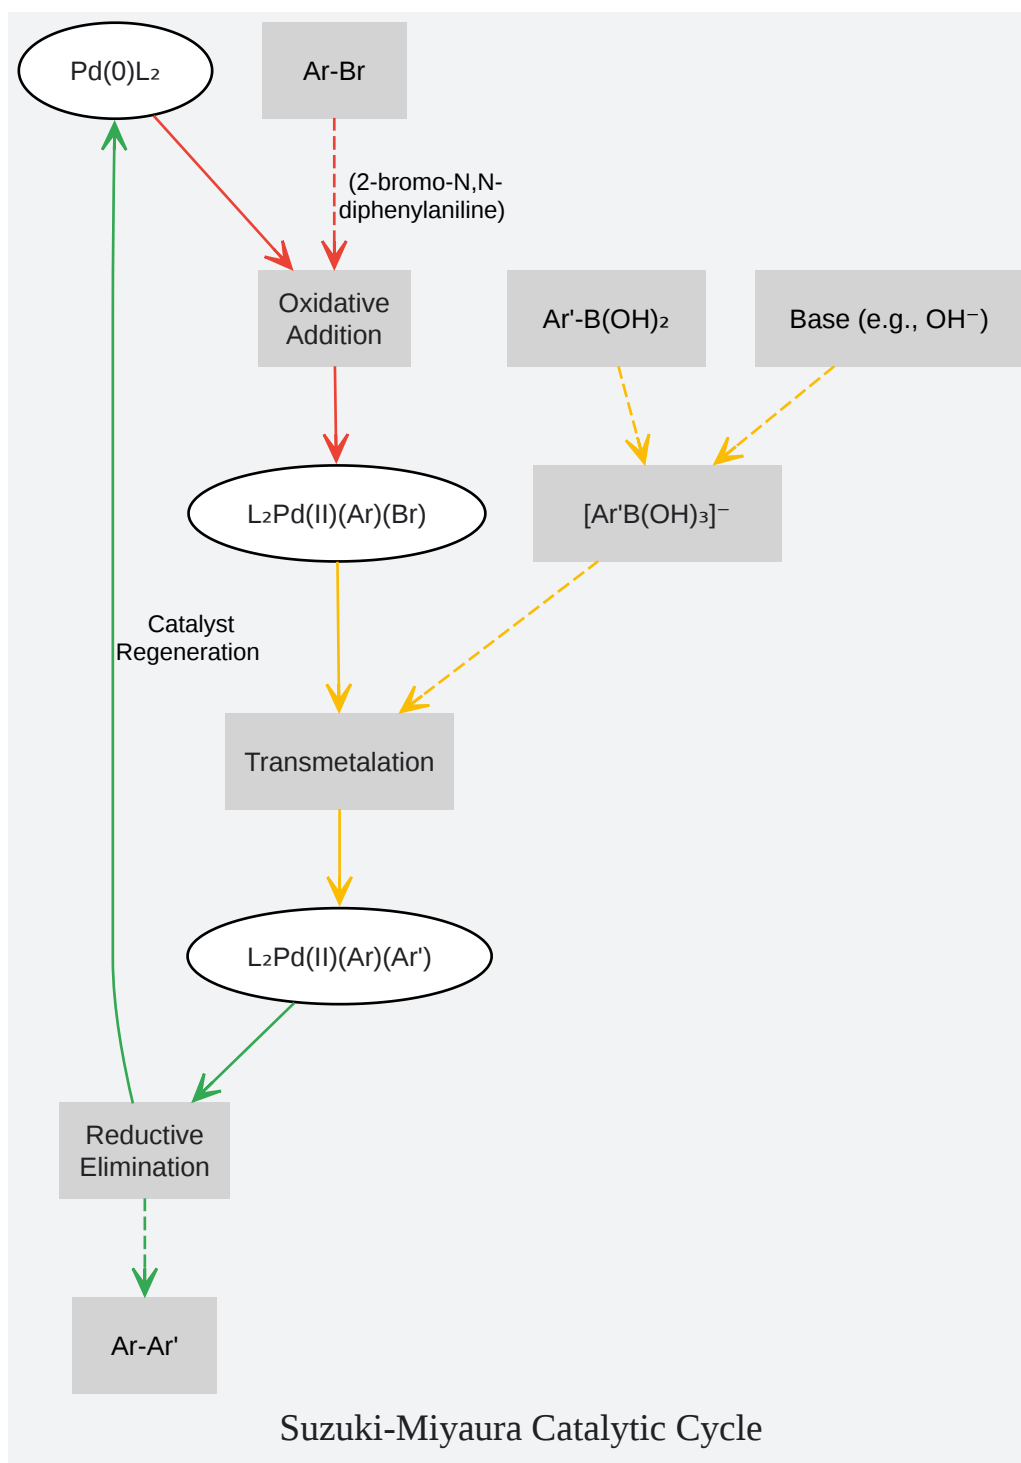 Pd(0)L₂
Ar-Br
(2-bromo-N,N-
diphenylaniline)
Oxidative
Addition
Ar'-B(OH)₂
Base (e.g., OH⁻)
L₂Pd(II)(Ar)(Br)
[Ar'B(OH)₃]⁻
Catalyst
Regeneration
Transmetalation
L₂Pd(II)(Ar)(Ar')
Reductive
Elimination
Ar-Ar'
Suzuki-Miyaura Catalytic Cycle